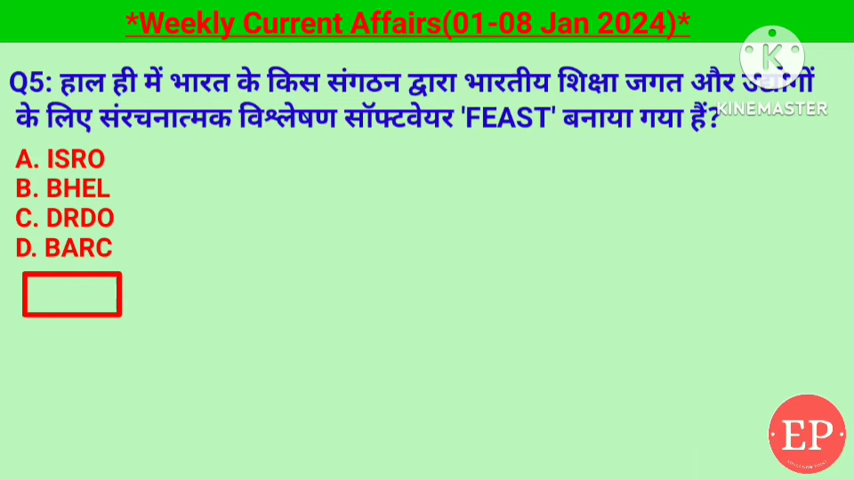 *Weekly Current Affairs(01-08 Jan 2024)*
Q5: हाल ही में भारत के किस संगठन द्वारा भारतीय शिक्षा जगत और उद्योगों
के लिए संरचनात्मक विश्लेषण सॉफ्टवेयर 'FEAST' बनाया गया हैं?
K
KINEMASTER
A. ISRO
B. BHEL
C. DRDO
D. BARC
EP